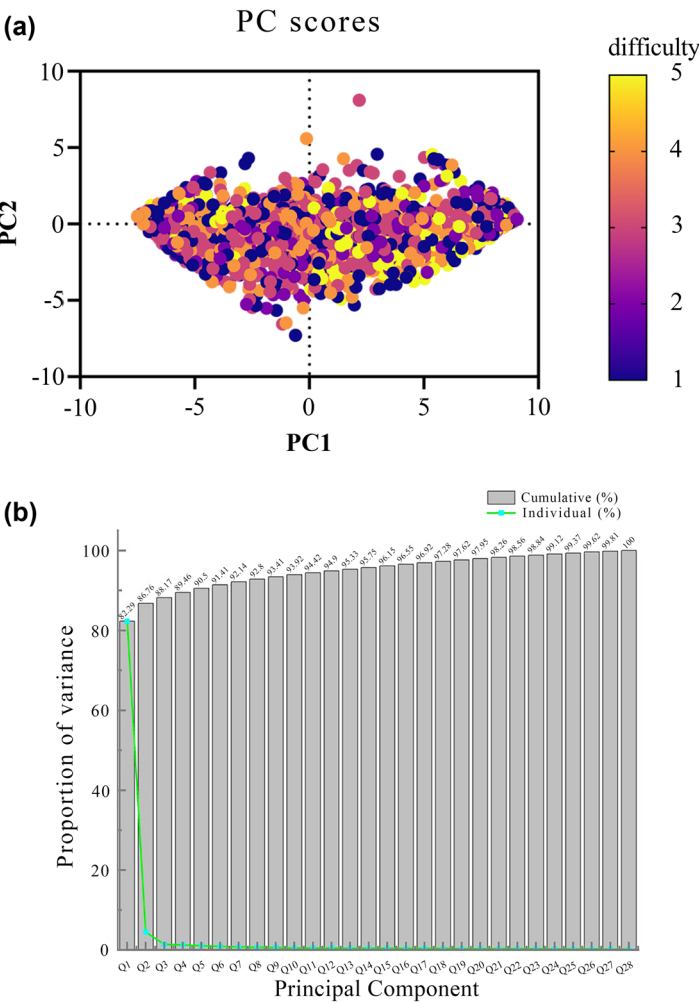 (a)
PC scores
difficulty
10
5
0
-5
-10
PC2
-10
-5
0
5
10
PC1
5
4
3
2
1
(b)
Cumulative (%)
Individual (%)
100
80
60
40
20
0
Proportion of variance
82.29 86.76 88.17 89.46 90.5 91.41 92.14 92.8 93.41 93.92 94.42 94.9 95.33 95.75 96.15 96.55 96.92 97.28 97.62 97.95 98.26 98.56 98.84 99.12 99.37 99.62 99.81 100
Q1 Q2 Q3 Q4 Q5 Q6 Q7 Q8 Q9 Q10 Q11 Q12 Q13 Q14 Q15 Q16 Q17 Q18 Q19 Q20 Q21 Q22 Q23 Q24 Q25 Q26 Q27 Q28
Principal Component